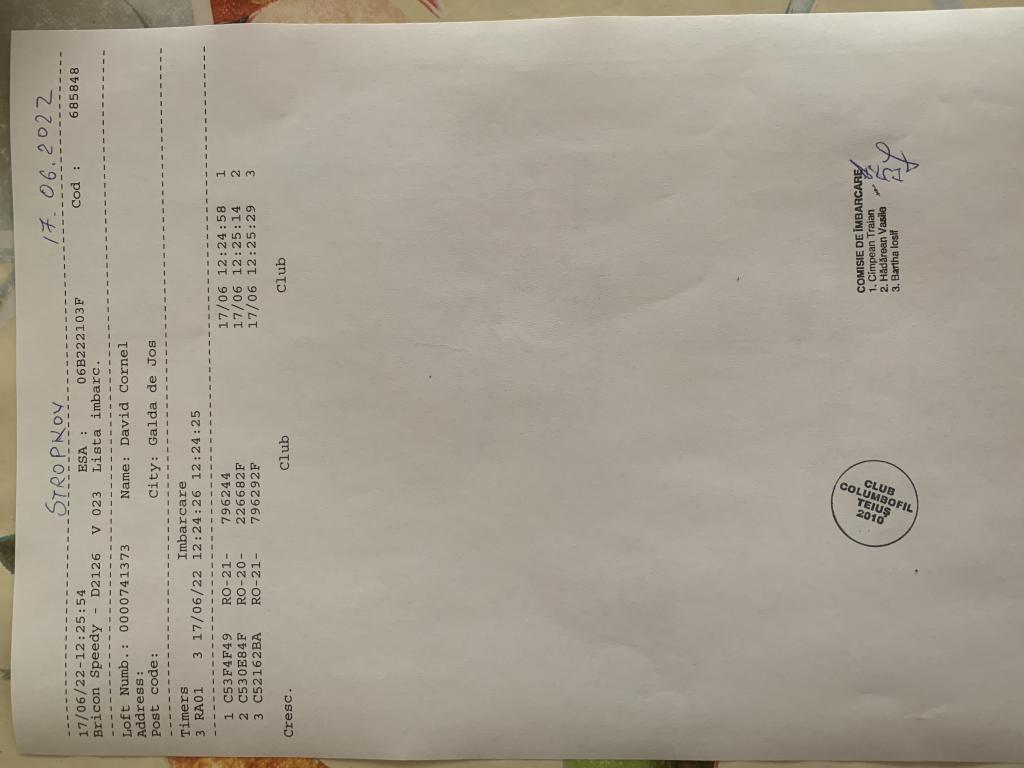 STROPKOV 17.06.2022
17/06/22-12:25:54 ESA : 06B222103F Cod : 685848
Bricon Speedy - D2126 V 023 Lista imbarc.
Loft Numb.: 0000741373 Name: David Cornel
Address:
Post code: City: Galda de Jos
Timers Imbarcare
3 RA01 3 17/06/22 12:24:26 12:24:25
1 C53F4F49 RO-21- 796244 17/06 12:24:58 1
2 C530E84F RO-20- 226682F 17/06 12:25:14 2
3 C52162BA RO-21- 796292F 17/06 12:25:29 3
Cresc. Club Club
CLUB
COLUMBOFIL
TEIUȘ
2010
COMISIE DE ÎMBARCARE
1. Cîmpean Traian
2. Hădărean Vasile
3. Bartha Iosif